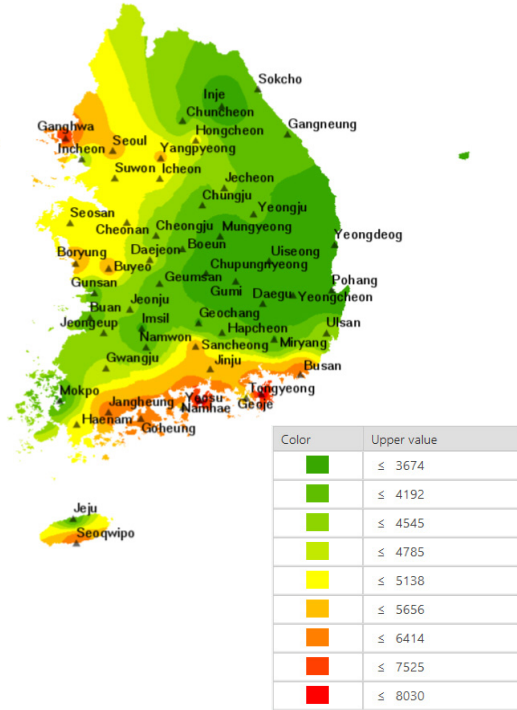 Sokcho
Inje
Chuncheon
Ganghwa
Hongcheon
Gangneung
Seoul
Incheon
Yangpyeong
Suwon Icheon
Jecheon
Chungju
Seosan
Yeongju
Cheonan
Cheongju
Mungyeong
Yeongdeog
Boryung
Daejeon
Boeun
Uiseong
Buyeo
Chupungnyeong
Gunsan
Geumsan
Pohang
Gumi
Daegu
Yeongcheon
Buan
Jeonju
Jeongeup
Imsil
Geochang
Ulsan
Namwon
Hapcheon
Sancheong
Miryang
Gwangju
Jinju
Busan
Mokpo
Yeosu
Tongyeong
Jangheung
Namhae
Geoje
Haenam
Goheung
Color Upper value
≤ 3674
≤ 4192
≤ 4545
≤ 4785
≤ 5138
≤ 5656
≤ 6414
≤ 7525
≤ 8030
Jeju
Seoqwipo